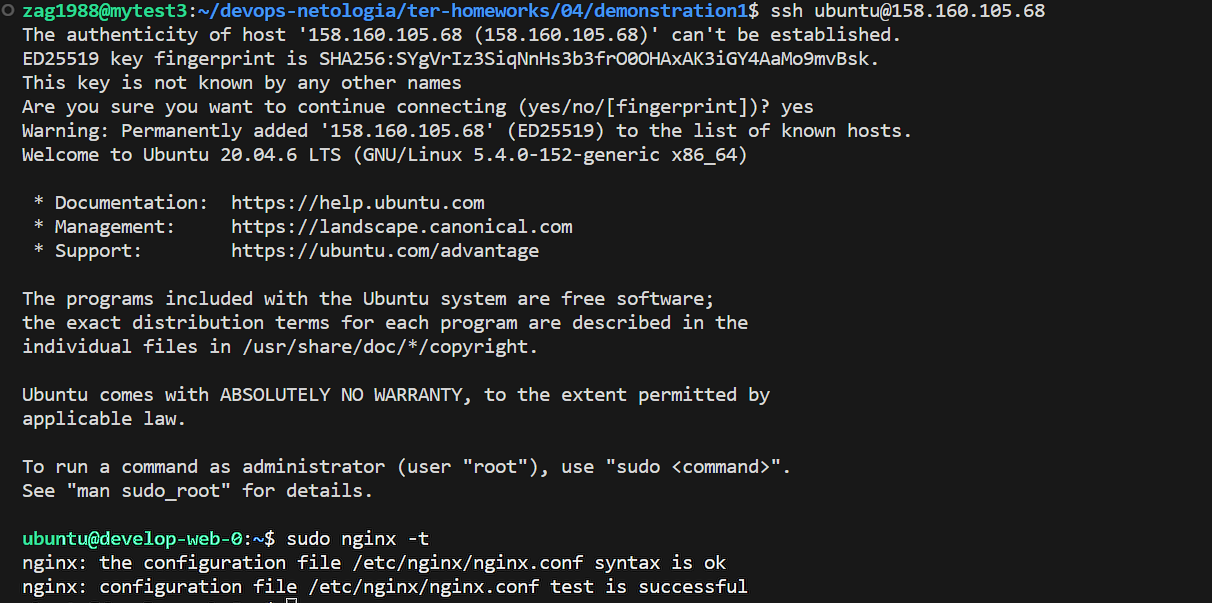 zag1988@mytest3:~/devops-netologia/ter-homeworks/04/demonstration1$ ssh ubuntu@158.160.105.68
The authenticity of host '158.160.105.68 (158.160.105.68)' can't be established.
ED25519 key fingerprint is SHA256:SYgVrIz3SiqNnHs3b3frO0OHAxAK3iGY4AaMo9mvBsk.
This key is not known by any other names
Are you sure you want to continue connecting (yes/no/[fingerprint])? yes
Warning: Permanently added '158.160.105.68' (ED25519) to the list of known hosts.
Welcome to Ubuntu 20.04.6 LTS (GNU/Linux 5.4.0-152-generic x86_64)
* Documentation:  https://help.ubuntu.com
* Management:     https://landscape.canonical.com
* Support:        https://ubuntu.com/advantage
The programs included with the Ubuntu system are free software;
the exact distribution terms for each program are described in the
individual files in /usr/share/doc/*/copyright.
Ubuntu comes with ABSOLUTELY NO WARRANTY, to the extent permitted by
applicable law.
To run a command as administrator (user "root"), use "sudo <command>".
See "man sudo_root" for details.
ubuntu@develop-web-0:~$ sudo nginx -t
nginx: the configuration file /etc/nginx/nginx.conf syntax is ok
nginx: configuration file /etc/nginx/nginx.conf test is successful